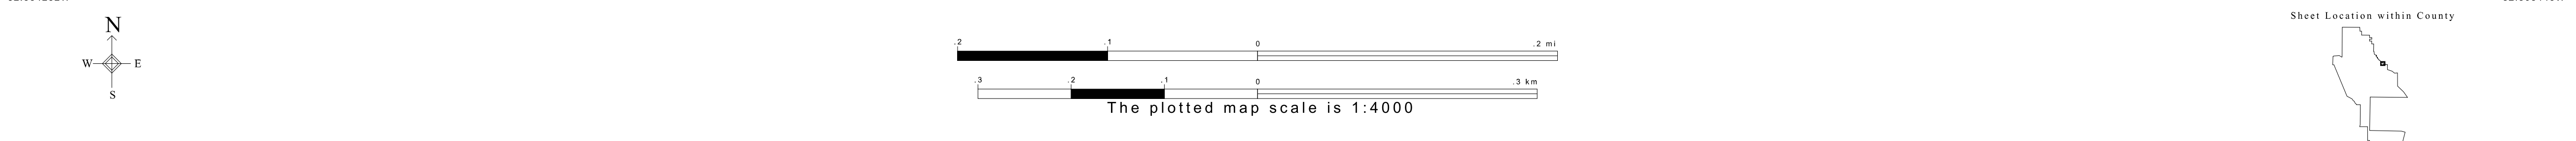 Sheet Location within County
N
W E
S
.2 .1 0 .2 mi
.3 .2 .1 0 .3 km
The plotted map scale is 1:4000